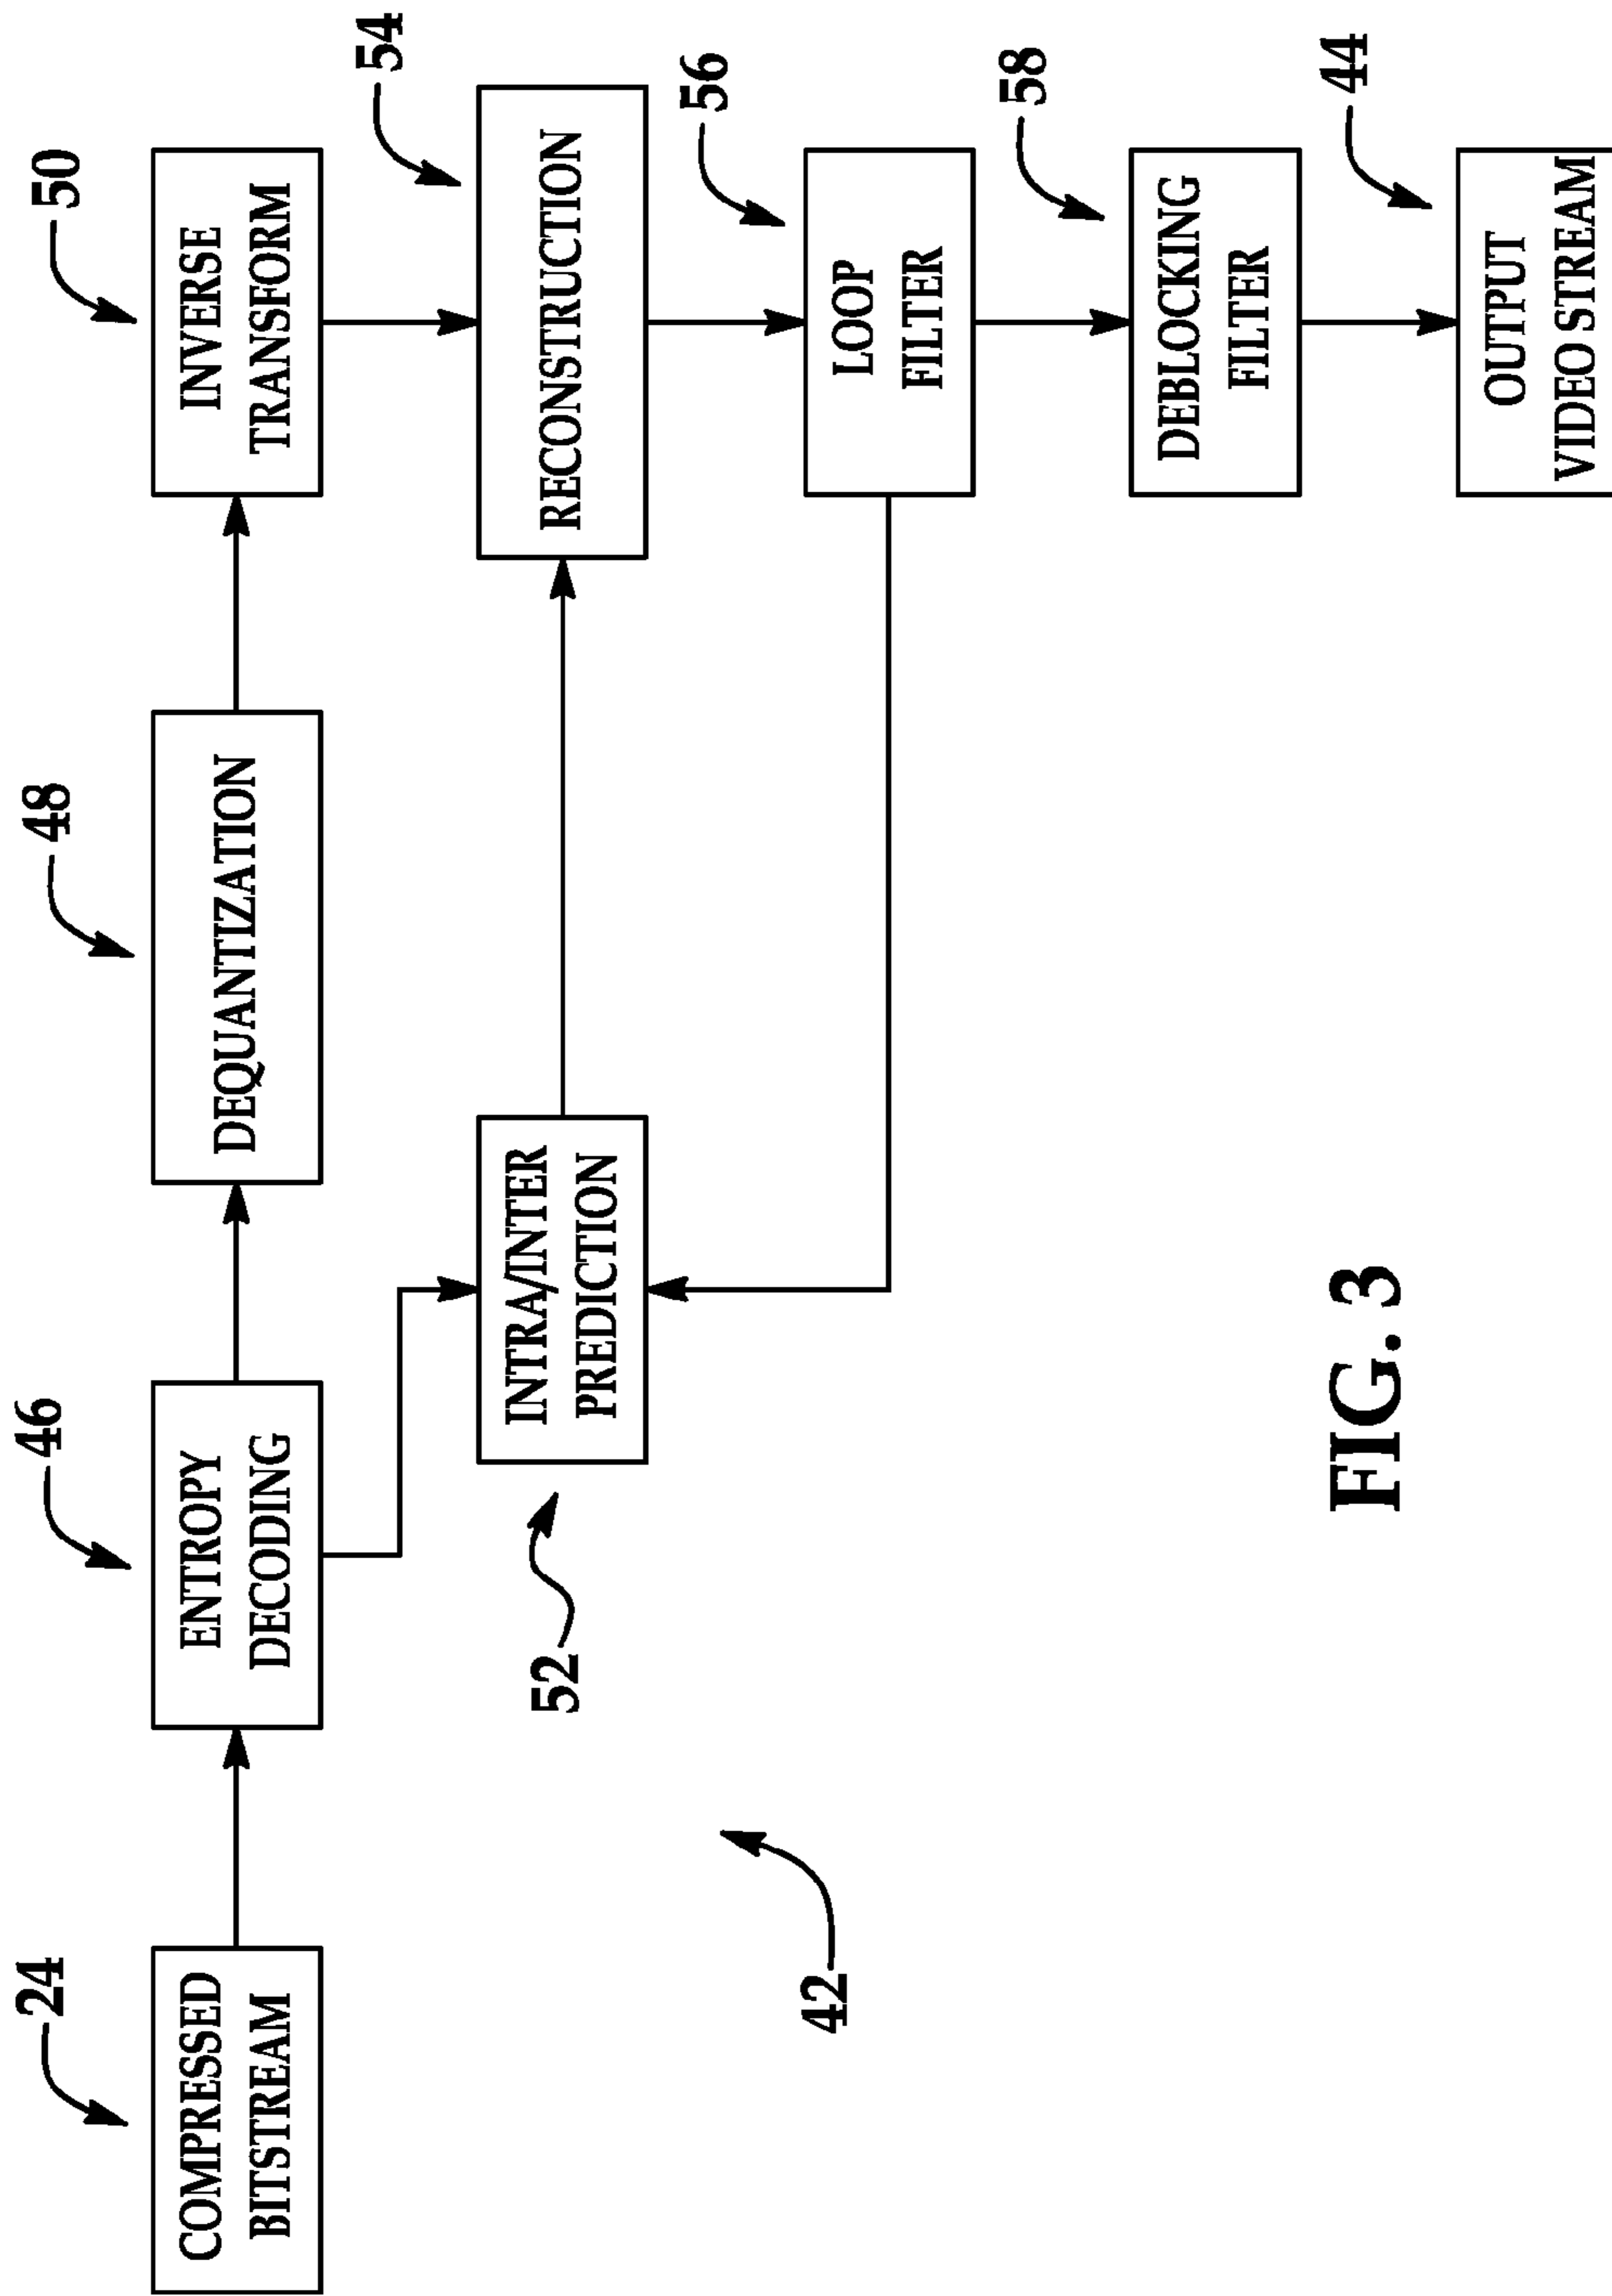 24
COMPRESSED
BITSTREAM
46
ENTROPY
DECODING
48
DEQUANTIZATION
50
INVERSE
TRANSFORM
52
INTRA/INTER
PREDICTION
54
RECONSTRUCTION
56
LOOP
FILTER
42
58
DEBLOCKING
FILTER
44
OUTPUT
VIDEO STREAM
FIG. 3